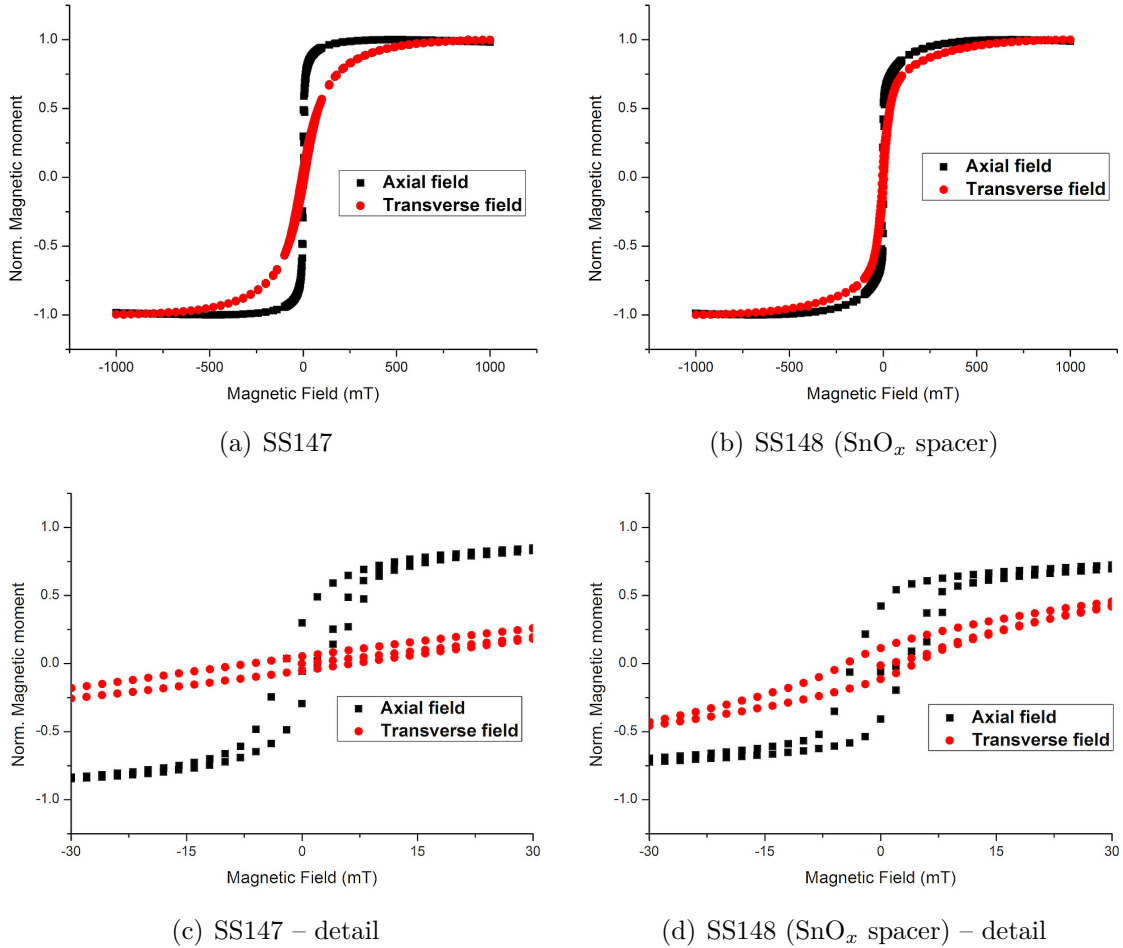 1.0
0.5
0.0
-0.5
-1.0
Norm. Magnetic moment
Axial field
Transverse field
-1000 -500 0 500 1000
Magnetic Field (mT)
(a) SS147
1.0
0.5
0.0
-0.5
-1.0
Norm. Magnetic moment
Axial field
Transverse field
-1000 -500 0 500 1000
Magnetic Field (mT)
(b) SS148 (SnOₓ spacer)
1.0
0.5
0.0
-0.5
-1.0
Norm. Magnetic moment
Axial field
Transverse field
-30 -15 0 15 30
Magnetic Field (mT)
(c) SS147 – detail
1.0
0.5
0.0
-0.5
-1.0
Norm. Magnetic moment
Axial field
Transverse field
-30 -15 0 15 30
Magnetic Field (mT)
(d) SS148 (SnOₓ spacer) – detail